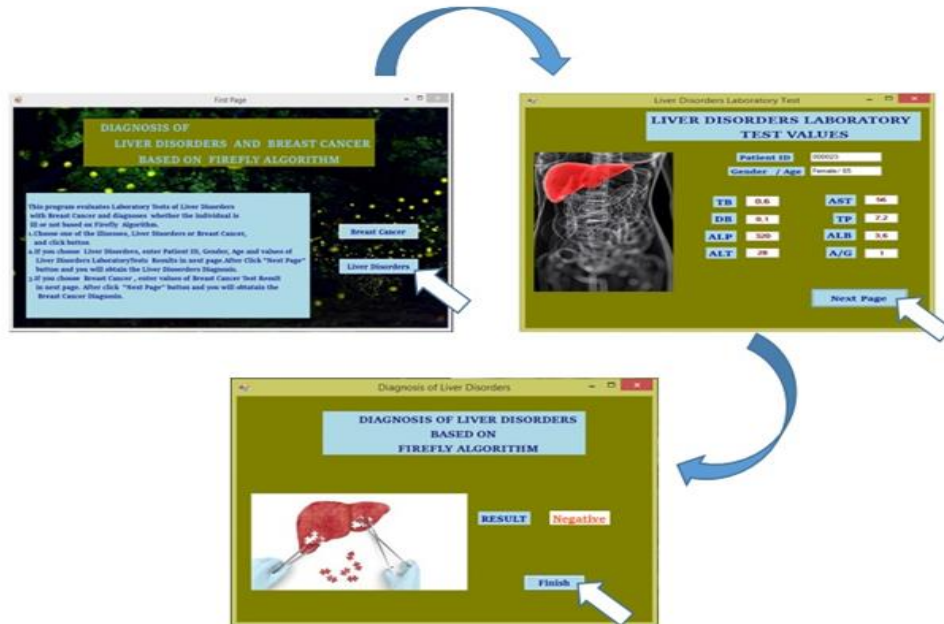 First Page
DIAGNOSIS OF
LIVER DISORDERS AND BREAST CANCER
BASED ON FIREFLY ALGORITHM
This program evaluates Laboratory Tests of Liver Disorders
with Breast Cancer and diagnoses whether the individual is
ill or not based on Firefly Algorithm.
1.Choose one of the illnesses, Liver Disorders or Breast Cancer,
and click button
2.If you choose Liver Disorders, enter Patient ID, Gender, Age and values of
Liver Disorders LaboratoryTests Results in next page.After Click "Next Page"
button and you will obtain the Liver Disorders Diagnosis.
3.If you choose Breast Cancer , enter values of Breast Cancer Test Result
in next page. After click "Next Page" button and you will obtatain the
Breast Cancer Diagnosis.
Breast Cancer
Liver Disorders
Liver Disorders Laboratory Test
LIVER DISORDERS LABORATORY
TEST VALUES
Patient ID 000023
Gender / Age Female/ 65
TB 0.6 AST 56
DB 0.1 TP 7.2
ALP 320 ALB 3.6
ALT 28 A/G 1
Next Page
Diagnosis of Liver Disorders
DIAGNOSIS OF LIVER DISORDERS
BASED ON
FIREFLY ALGORITHM
RESULT Negative
Finish